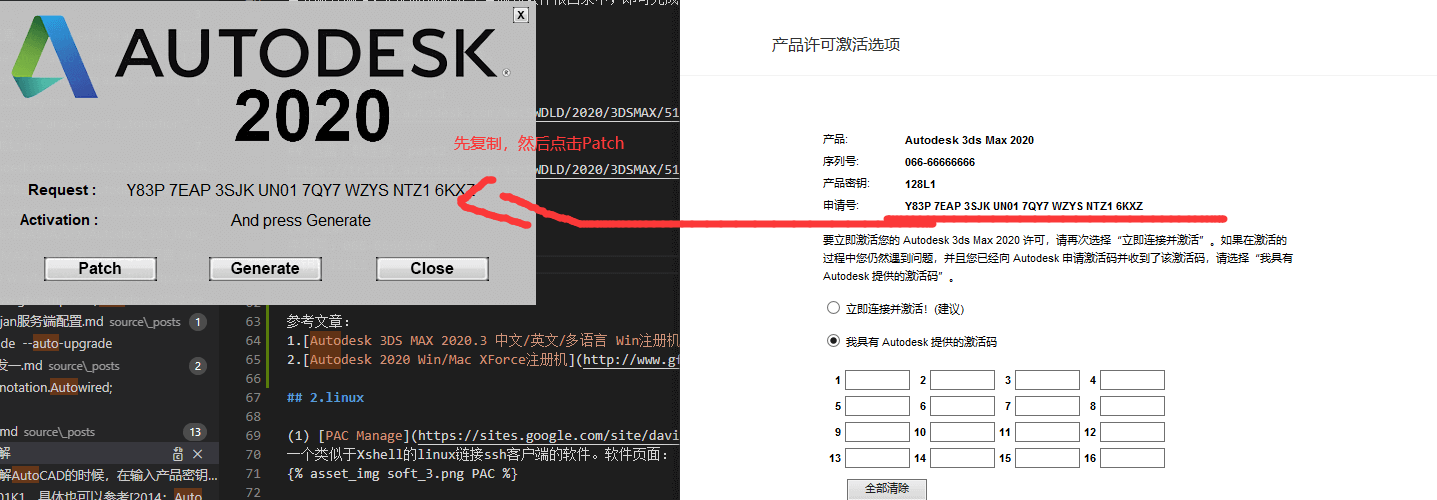 AUTODESK
2020
X
Request :
Y83P 7EAP 3SJK UN01 7QY7 WZYS NTZ1 6KXZ
Activation :
And press Generate
Patch
Generate
Close
先复制，然后点击Patch
WDLD/2020/3DSMAX/51
WDLD/2020/3DSMAX/51
jan服务端配置.md source\_posts 1
de --auto-upgrade
发一.md source\_posts 2
notation.Autowired;
md source\_posts 13
解
解AutoCAD的时候，在输入产品密钥...
01K1，具体也可以参考[2014：Auto
63 参考文章:
64 1.[Autodesk 3DS MAX 2020.3 中文/英文/多语言 Win注册机
65 2.[Autodesk 2020 Win/Mac XForce注册机](http://www.gf
66
67 ## 2.linux
68
69 (1) [PAC Manage](https://sites.google.com/site/davi
70 一个类似于Xshell的linux链接ssh客户端的软件。软件页面：
71 {% asset_img soft_3.png PAC %}
72
产品许可激活选项
产品: Autodesk 3ds Max 2020
序列号: 066-66666666
产品密钥: 128L1
申请号: Y83P 7EAP 3SJK UN01 7QY7 WZYS NTZ1 6KXZ
要立即激活您的 Autodesk 3ds Max 2020 许可，请再次选择“立即连接并激活”。如果在激活的
过程中您仍然遇到问题，并且您已经向 Autodesk 申请激活码并收到了该激活码，请选择“我具有
Autodesk 提供的激活码”。
立即连接并激活！(建议)
我具有 Autodesk 提供的激活码
1 2 3 4
5 6 7 8
9 10 11 12
13 14 15 16
全部清除